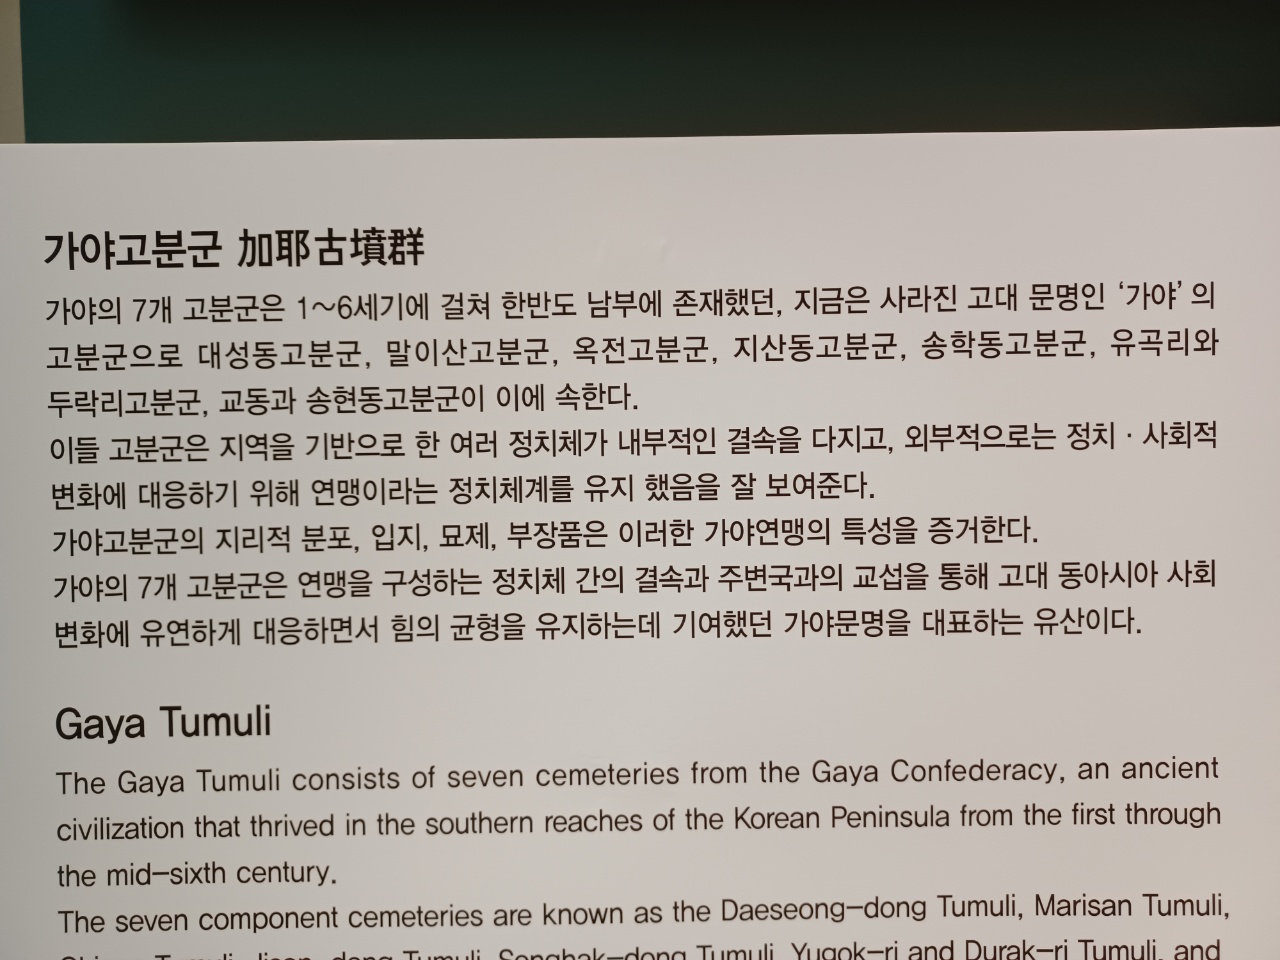 가야고분군 加耶古墳群
가야의 7개 고분군은 1～6세기에 걸쳐 한반도 남부에 존재했던, 지금은 사라진 고대 문명인 ‘가야’ 의
고분군으로 대성동고분군, 말이산고분군, 옥전고분군, 지산동고분군, 송학동고분군, 유곡리와
두락리고분군, 교동과 송현동고분군이 이에 속한다.
이들 고분군은 지역을 기반으로 한 여러 정치체가 내부적인 결속을 다지고, 외부적으로는 정치 · 사회적
변화에 대응하기 위해 연맹이라는 정치체계를 유지 했음을 잘 보여준다.
가야고분군의 지리적 분포, 입지, 묘제, 부장품은 이러한 가야연맹의 특성을 증거한다.
가야의 7개 고분군은 연맹을 구성하는 정치체 간의 결속과 주변국과의 교섭을 통해 고대 동아시아 사회
변화에 유연하게 대응하면서 힘의 균형을 유지하는데 기여했던 가야문명을 대표하는 유산이다.
Gaya Tumuli
The Gaya Tumuli consists of seven cemeteries from the Gaya Confederacy, an ancient
civilization that thrived in the southern reaches of the Korean Peninsula from the first through
the mid–sixth century.
The seven component cemeteries are known as the Daeseong–dong Tumuli, Marisan Tumuli,
Tumuli, Jisan–dong Tumuli, Songhak–dong Tumuli, Yugok–ri and Durak–ri Tumuli, and